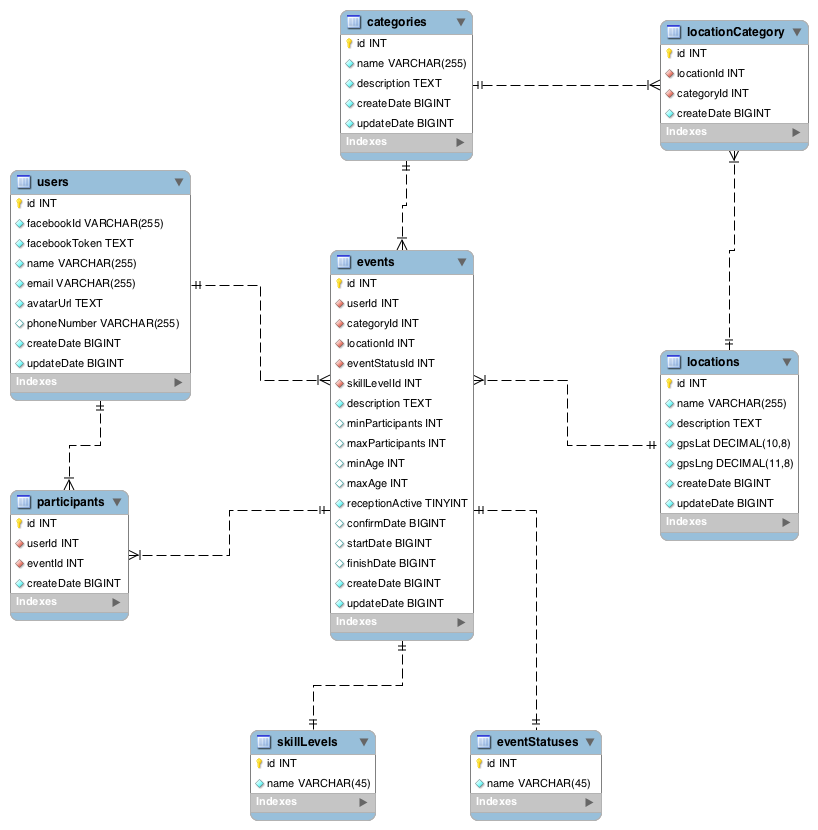 categories
id INT
name VARCHAR(255)
description TEXT
createDate BIGINT
updateDate BIGINT
Indexes
locationCategory
id INT
locationId INT
categoryId INT
createDate BIGINT
Indexes
users
id INT
facebookId VARCHAR(255)
facebookToken TEXT
name VARCHAR(255)
email VARCHAR(255)
avatarUrl TEXT
phoneNumber VARCHAR(255)
createDate BIGINT
updateDate BIGINT
Indexes
events
id INT
userId INT
categoryId INT
locationId INT
eventStatusId INT
skillLevelId INT
description TEXT
minParticipants INT
maxParticipants INT
minAge INT
maxAge INT
receptionActive TINYINT
confirmDate BIGINT
startDate BIGINT
finishDate BIGINT
createDate BIGINT
updateDate BIGINT
Indexes
locations
id INT
name VARCHAR(255)
description TEXT
gpsLat DECIMAL(10,8)
gpsLng DECIMAL(11,8)
createDate BIGINT
updateDate BIGINT
Indexes
participants
id INT
userId INT
eventId INT
createDate BIGINT
Indexes
skillLevels
id INT
name VARCHAR(45)
Indexes
eventStatuses
id INT
name VARCHAR(45)
Indexes